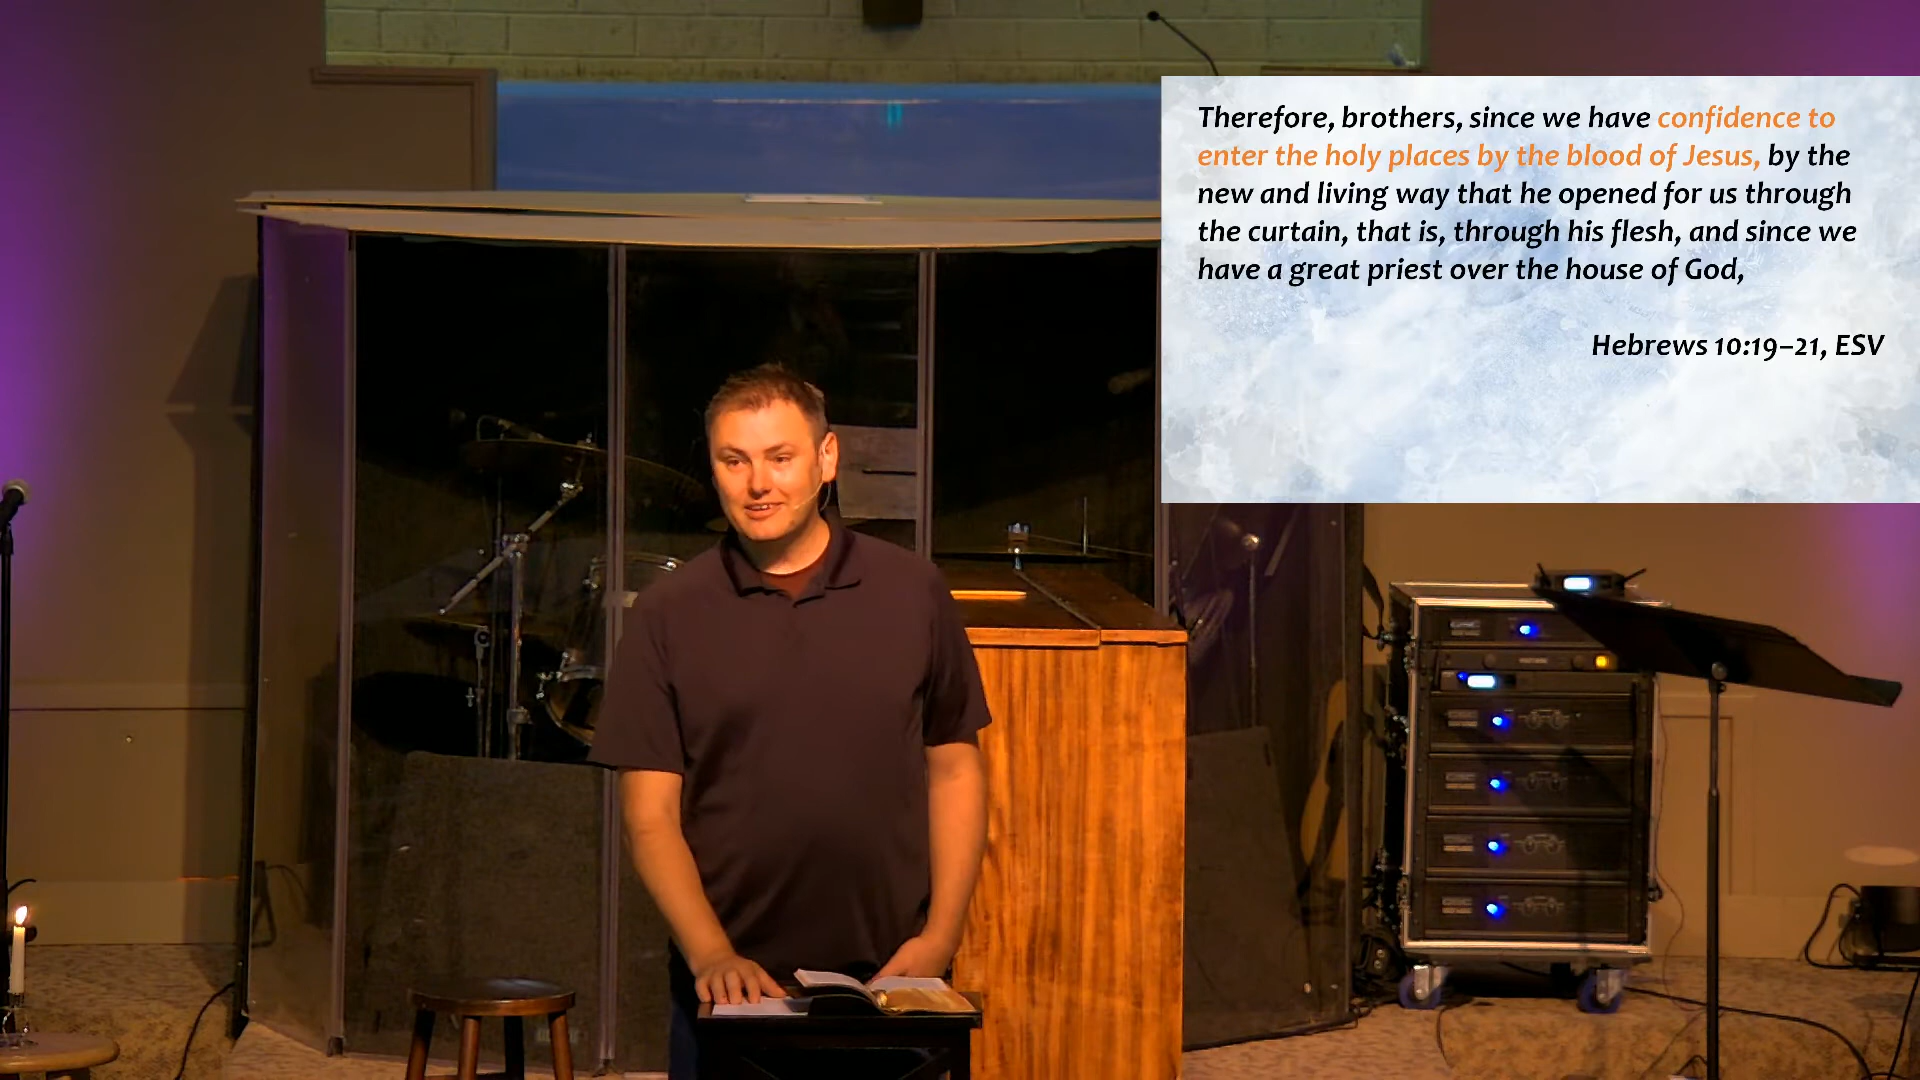 Therefore, brothers, since we have confidence to
enter the holy places by the blood of Jesus, by the
new and living way that he opened for us through
the curtain, that is, through his flesh, and since we
have a great priest over the house of God,
Hebrews 10:19–21, ESV